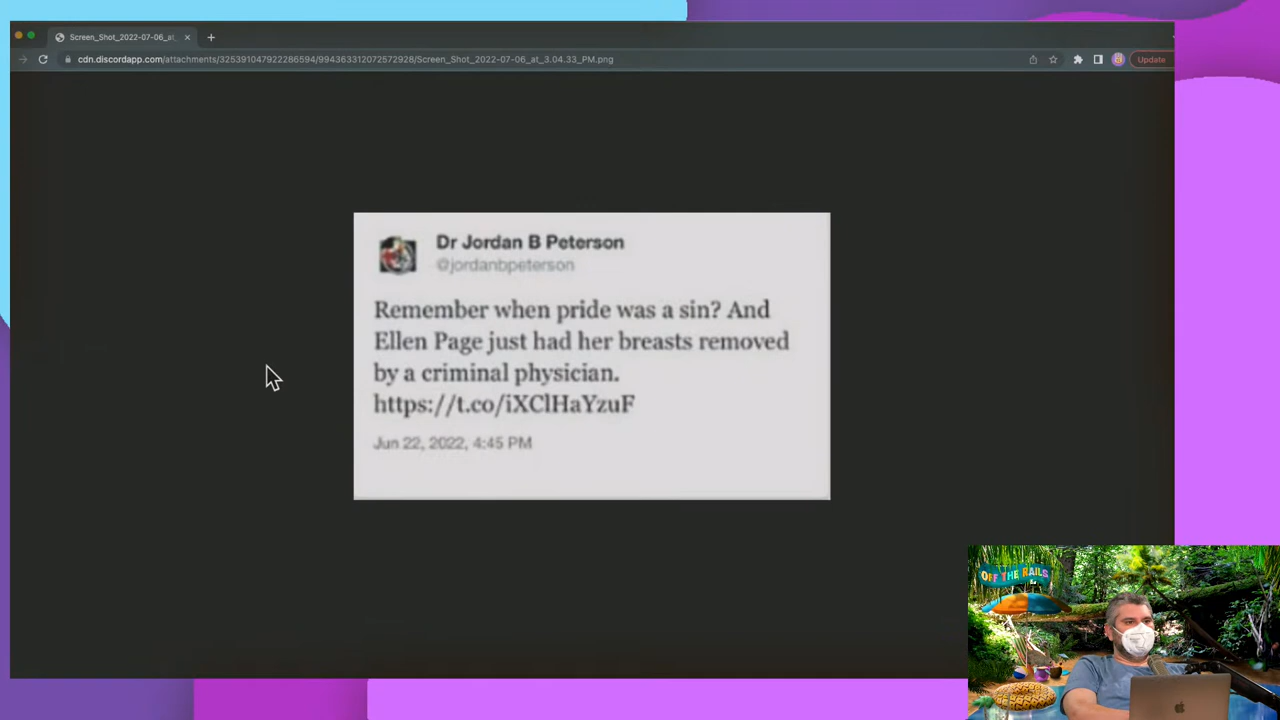 Screen_Shot_2022-07-06_at_
cdn.discordapp.com/attachments/325391047922286594/994363312072572928/Screen_Shot_2022-07-06_at_3.04.33_PM.png
Update
Dr Jordan B Peterson
@jordanbpeterson
Remember when pride was a sin? And
Ellen Page just had her breasts removed
by a criminal physician.
https://t.co/iXClHaYzuF
Jun 22, 2022, 4:45 PM
OFF THE RAILS